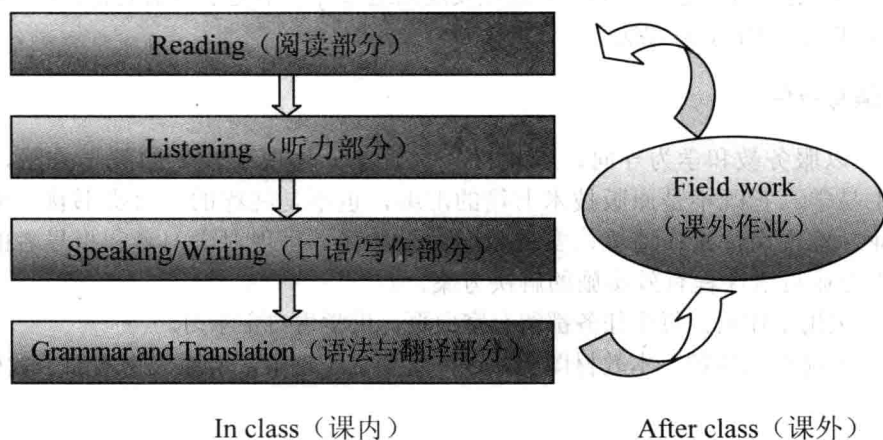 Reading（阅读部分）
Listening（听力部分）
Speaking/Writing（口语/写作部分）
Grammar and Translation（语法与翻译部分）
Field work
（课外作业）
In class（课内）
After class（课外）